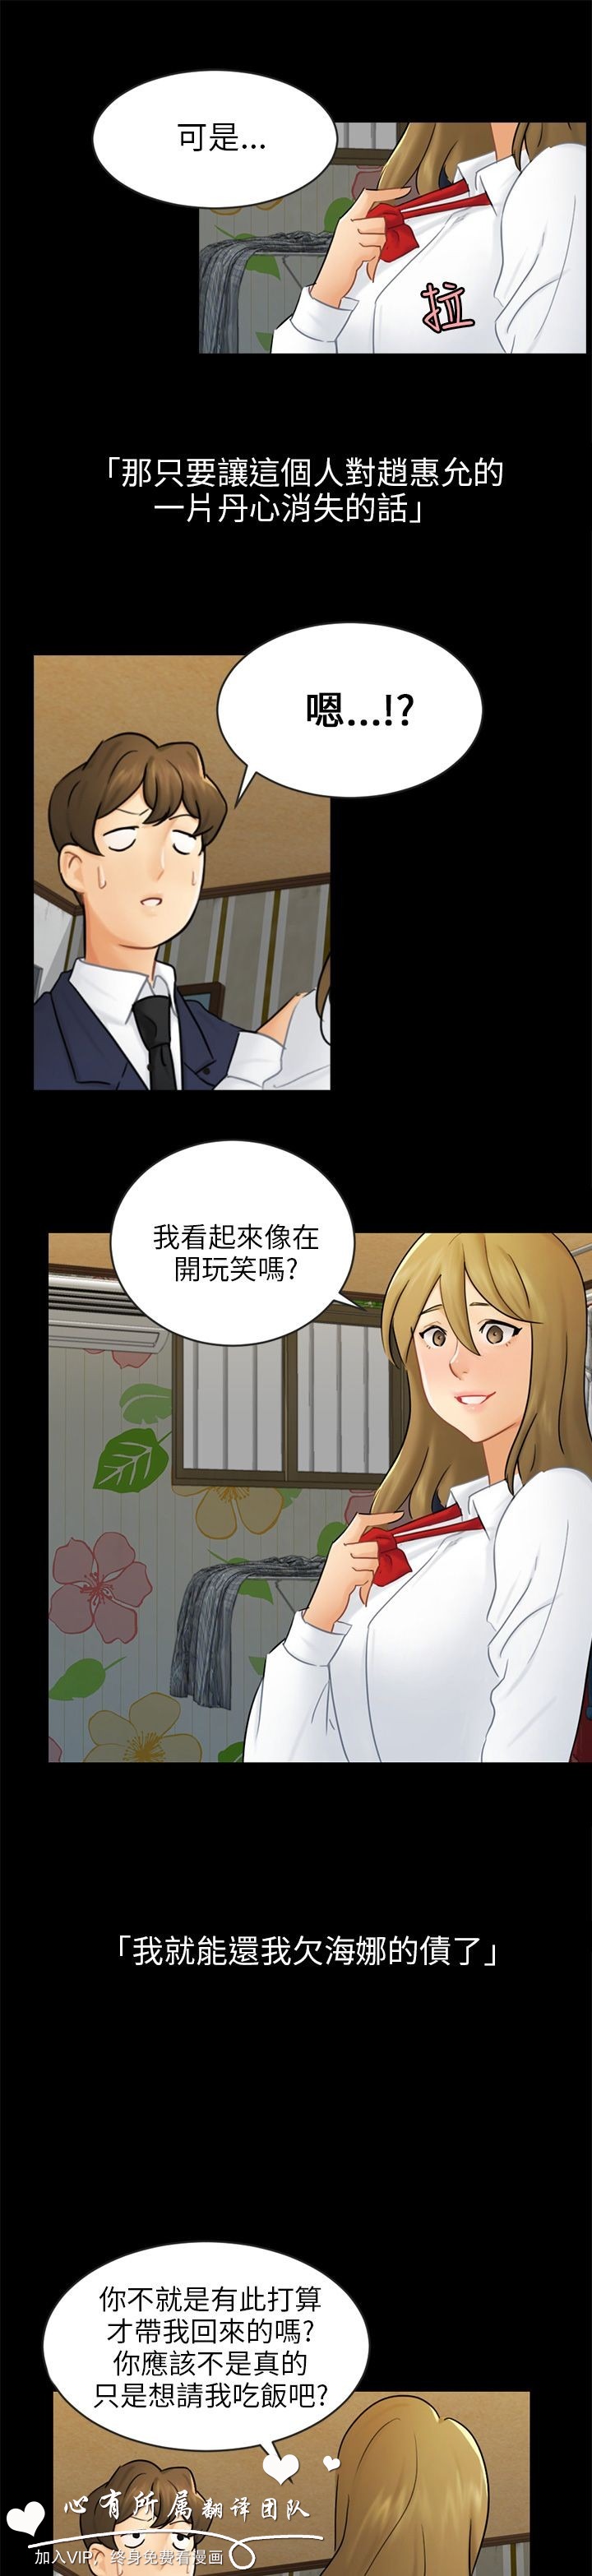 可是...
拉
「那只要讓這個人對趙惠允的
一片丹心消失的話」
嗯...!?
我看起來像在
開玩笑嗎?
「我就能還我欠海娜的債了」
你不就是有此打算
才帶我回來的嗎?
你應該不是真的
只是想請我吃飯吧?
心有所属翻译团队
加入VIP，终身免费看漫画